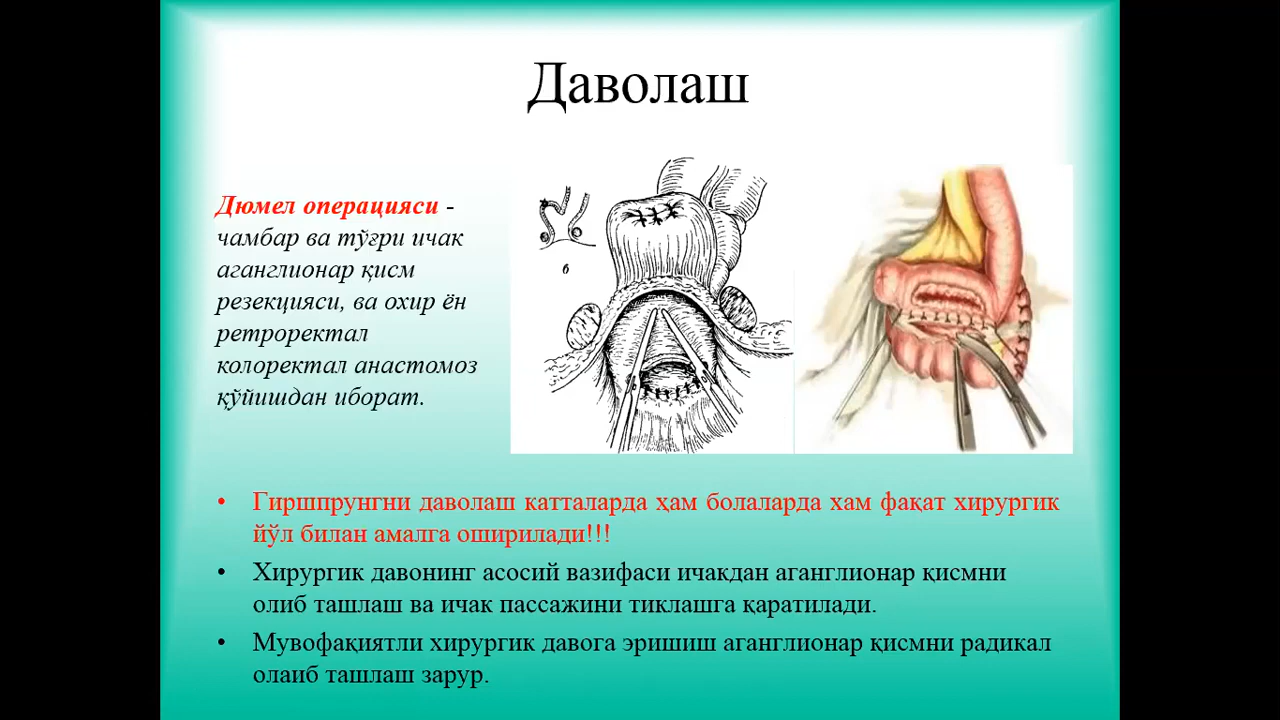 Даволаш
Дюмел операцияси -
чамбар ва тўғри ичак
аганглионар қисм
резекцияси, ва охир ён
ретроректал
колоректал анастомоз
қўйишдан иборат.
в
• Гиршпрунгни даволаш катталарда ҳам болаларда хам фақат хирургик
йўл билан амалга оширилади!!!
• Хирургик давонинг асосий вазифаси ичакдан аганглионар қисмни
олиб ташлаш ва ичак пассажини тиклашга қаратилади.
• Мувофақиятли хирургик давога эришиш аганглионар қисмни радикал
олаиб ташлаш зарур.